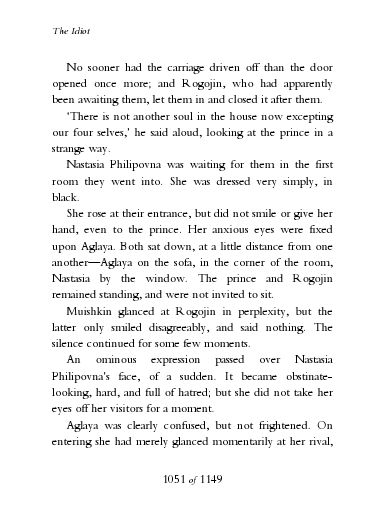 The Idiot
No sooner had the carriage driven off than the door
opened once more; and Rogojin, who had apparently
been awaiting them, let them in and closed it after them.
'There is not another soul in the house now excepting
our four selves,' he said aloud, looking at the prince in a
strange way.
Nastasia Philipovna was waiting for them in the first
room they went into. She was dressed very simply, in
black.
She rose at their entrance, but did not smile or give her
hand, even to the prince. Her anxious eyes were fixed
upon Aglaya. Both sat down, at a little distance from one
another—Aglaya on the sofa, in the corner of the room,
Nastasia by the window. The prince and Rogojin
remained standing, and were not invited to sit.
Muishkin glanced at Rogojin in perplexity, but the
latter only smiled disagreeably, and said nothing. The
silence continued for some few moments.
An ominous expression passed over Nastasia
Philipovna's face, of a sudden. It became obstinate-
looking, hard, and full of hatred; but she did not take her
eyes off her visitors for a moment.
Aglaya was clearly confused, but not frightened. On
entering she had merely glanced momentarily at her rival,
1051 of 1149